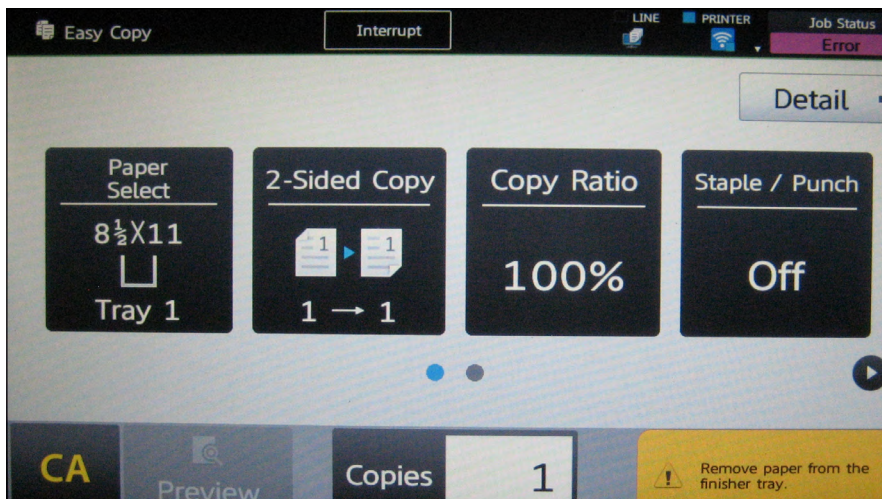 Easy Copy
Interrupt
LINE
PRINTER
Job Status
Error
Detail
Paper
Select
8½X11
Tray 1
2-Sided Copy
1 1
1 → 1
Copy Ratio
100%
Staple / Punch
Off
CA
Preview
Copies
1
Remove paper from the
finisher tray.